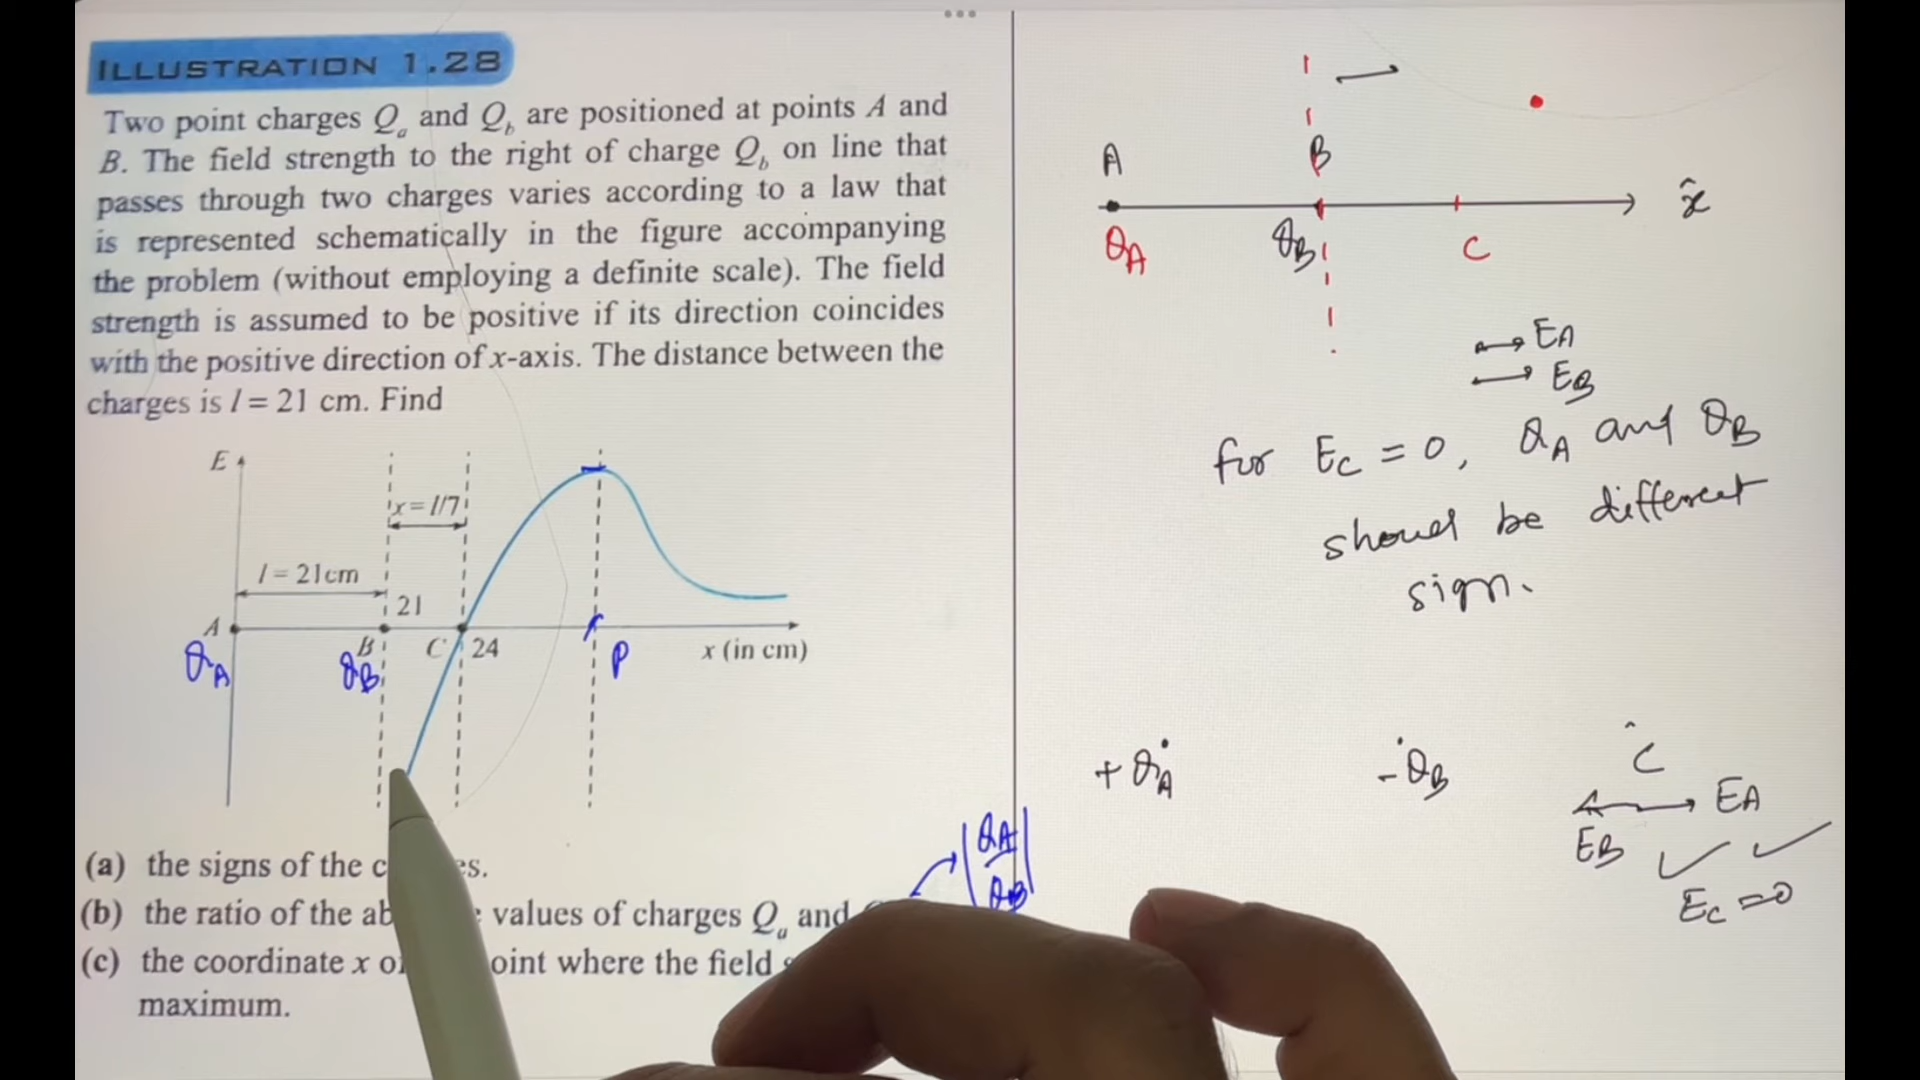 ILLUSTRATION 1.28
Two point charges Qa and Qb are positioned at points A and
B. The field strength to the right of charge Qb on line that
passes through two charges varies according to a law that
is represented schematically in the figure accompanying
the problem (without employing a definite scale). The field
strength is assumed to be positive if its direction coincides
with the positive direction of x-axis. The distance between the
charges is l = 21 cm. Find
E
x = l/7
l = 21cm
21
A
B
C
24
x (in cm)
QA
QB
P
(a) the signs of the
(b) the ratio of the values of charges Qa and
(c) the coordinate x where the field
maximum.
|QA
QB|
A
B
x̂
QA
QB
C
EA
EB
for EC = 0, QA and QB
should be different
sign.
+QA
-QB
C
EA
EB
EC = 0